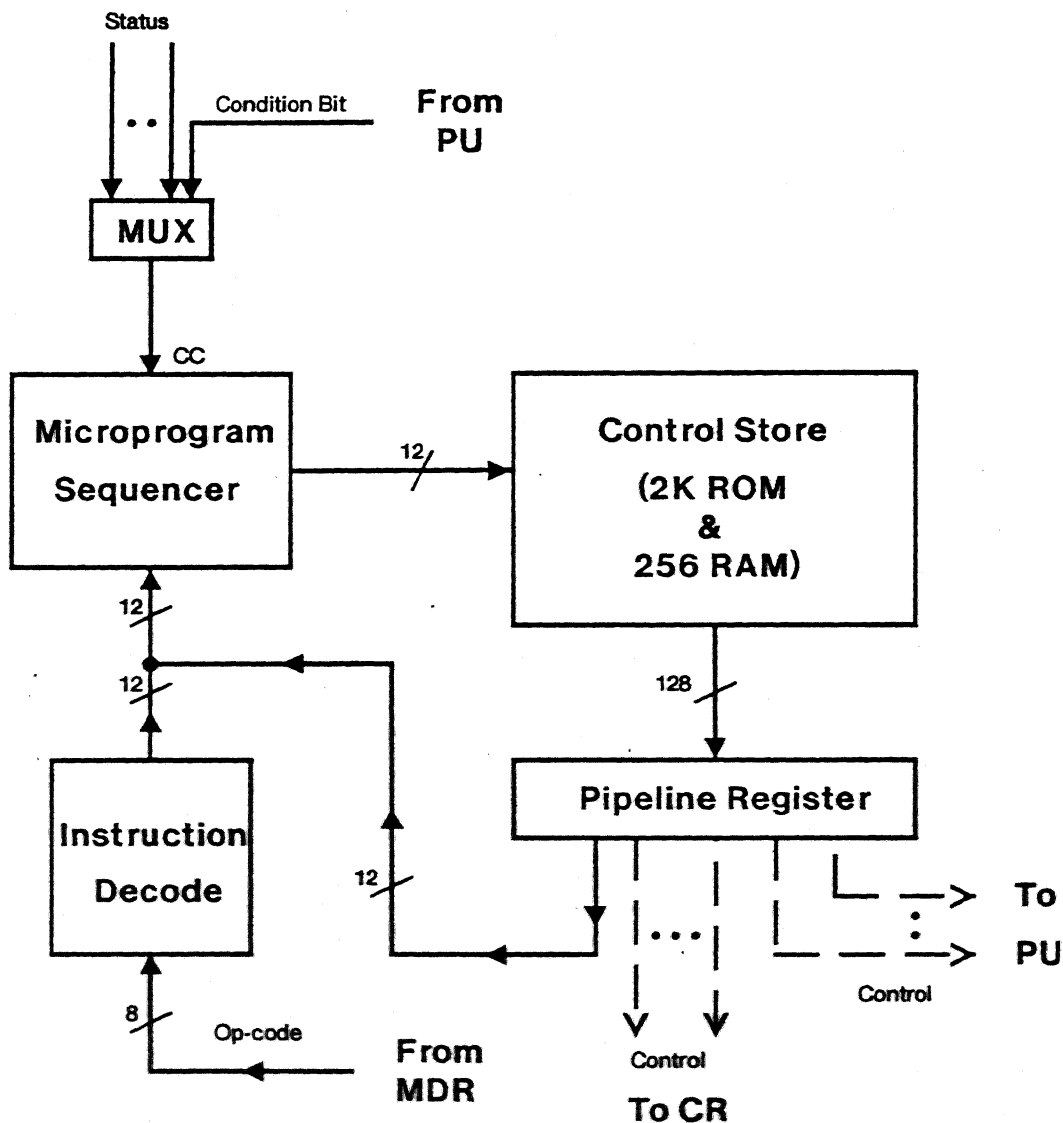 Status
Condition Bit
From
PU
MUX
CC
Microprogram
Sequencer
12
Control Store
(2K ROM
&
256 RAM)
12
12
128
Pipeline Register
Instruction
Decode
12
To
PU
Control
8
Op-code
From
MDR
Control
To CR